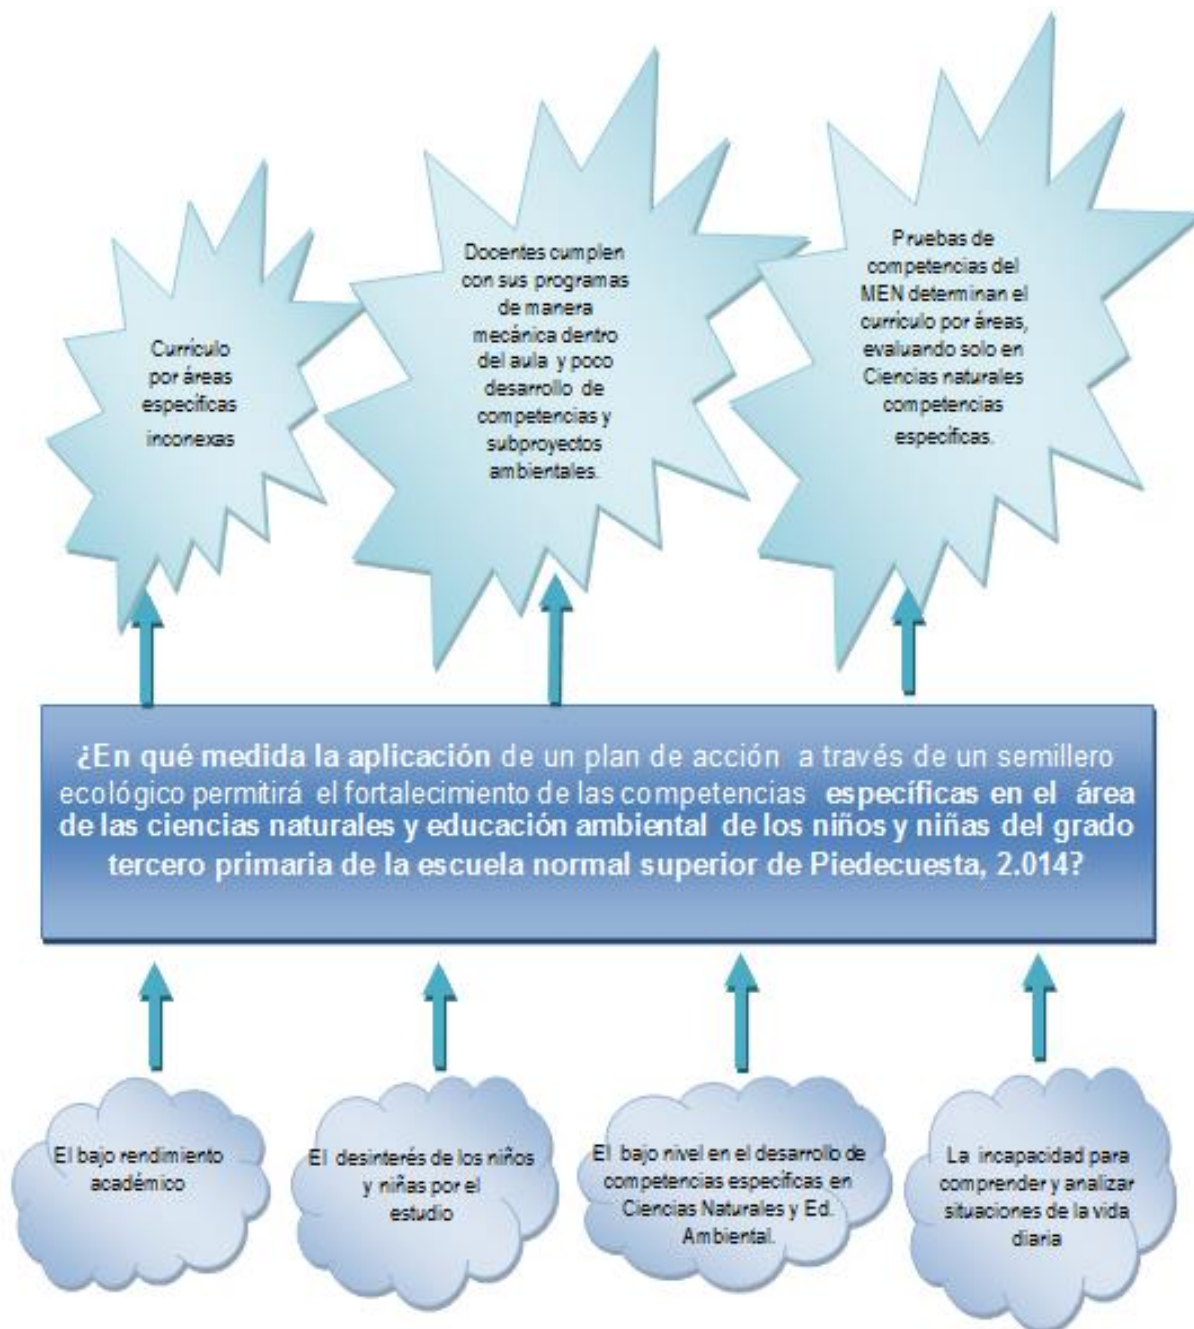 Currículo
por áreas
específicas
inconexas
Docentes cumplen
con sus programas
de manera
mecánica dentro
del aula y poco
desarrollo de
competencias y
subproyectos
ambientales.
Pruebas de
competencias del
MEN determinan el
currículo por áreas,
evaluando solo en
Ciencias naturales
competencias
específicas.
¿En qué medida la aplicación de un plan de acción a través de un semillero
ecológico permitirá el fortalecimiento de las competencias específicas en el área
de las ciencias naturales y educación ambiental de los niños y niñas del grado
tercero primaria de la escuela normal superior de Piedecuesta, 2.014?
El bajo rendimiento
académico
El desinterés de los niños
y niñas por el
estudio
El bajo nivel en el desarrollo de
competencias específicas en
Ciencias Naturales y Ed.
Ambiental.
La incapacidad para
comprender y analizar
situaciones de la vida
diaria